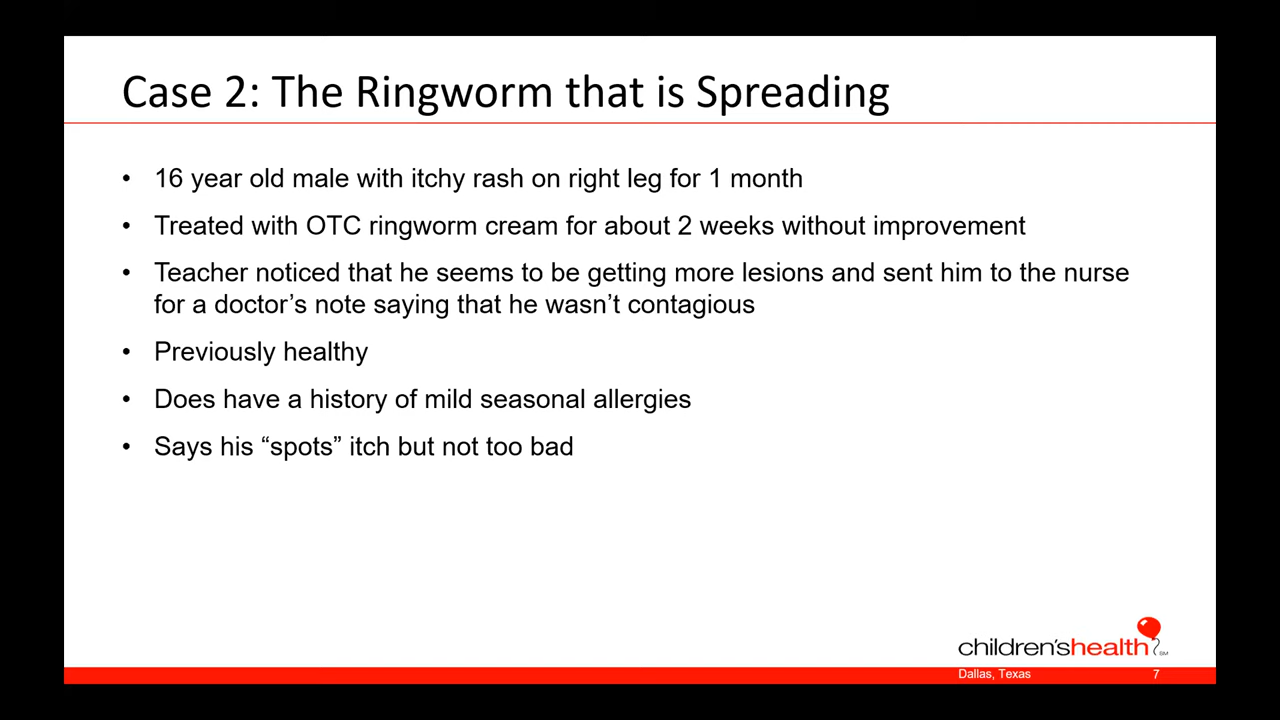 Case 2: The Ringworm that is Spreading
• 16 year old male with itchy rash on right leg for 1 month
• Treated with OTC ringworm cream for about 2 weeks without improvement
• Teacher noticed that he seems to be getting more lesions and sent him to the nurse
for a doctor’s note saying that he wasn’t contagious
• Previously healthy
• Does have a history of mild seasonal allergies
• Says his “spots” itch but not too bad
children'shealth℠
Dallas, Texas
7